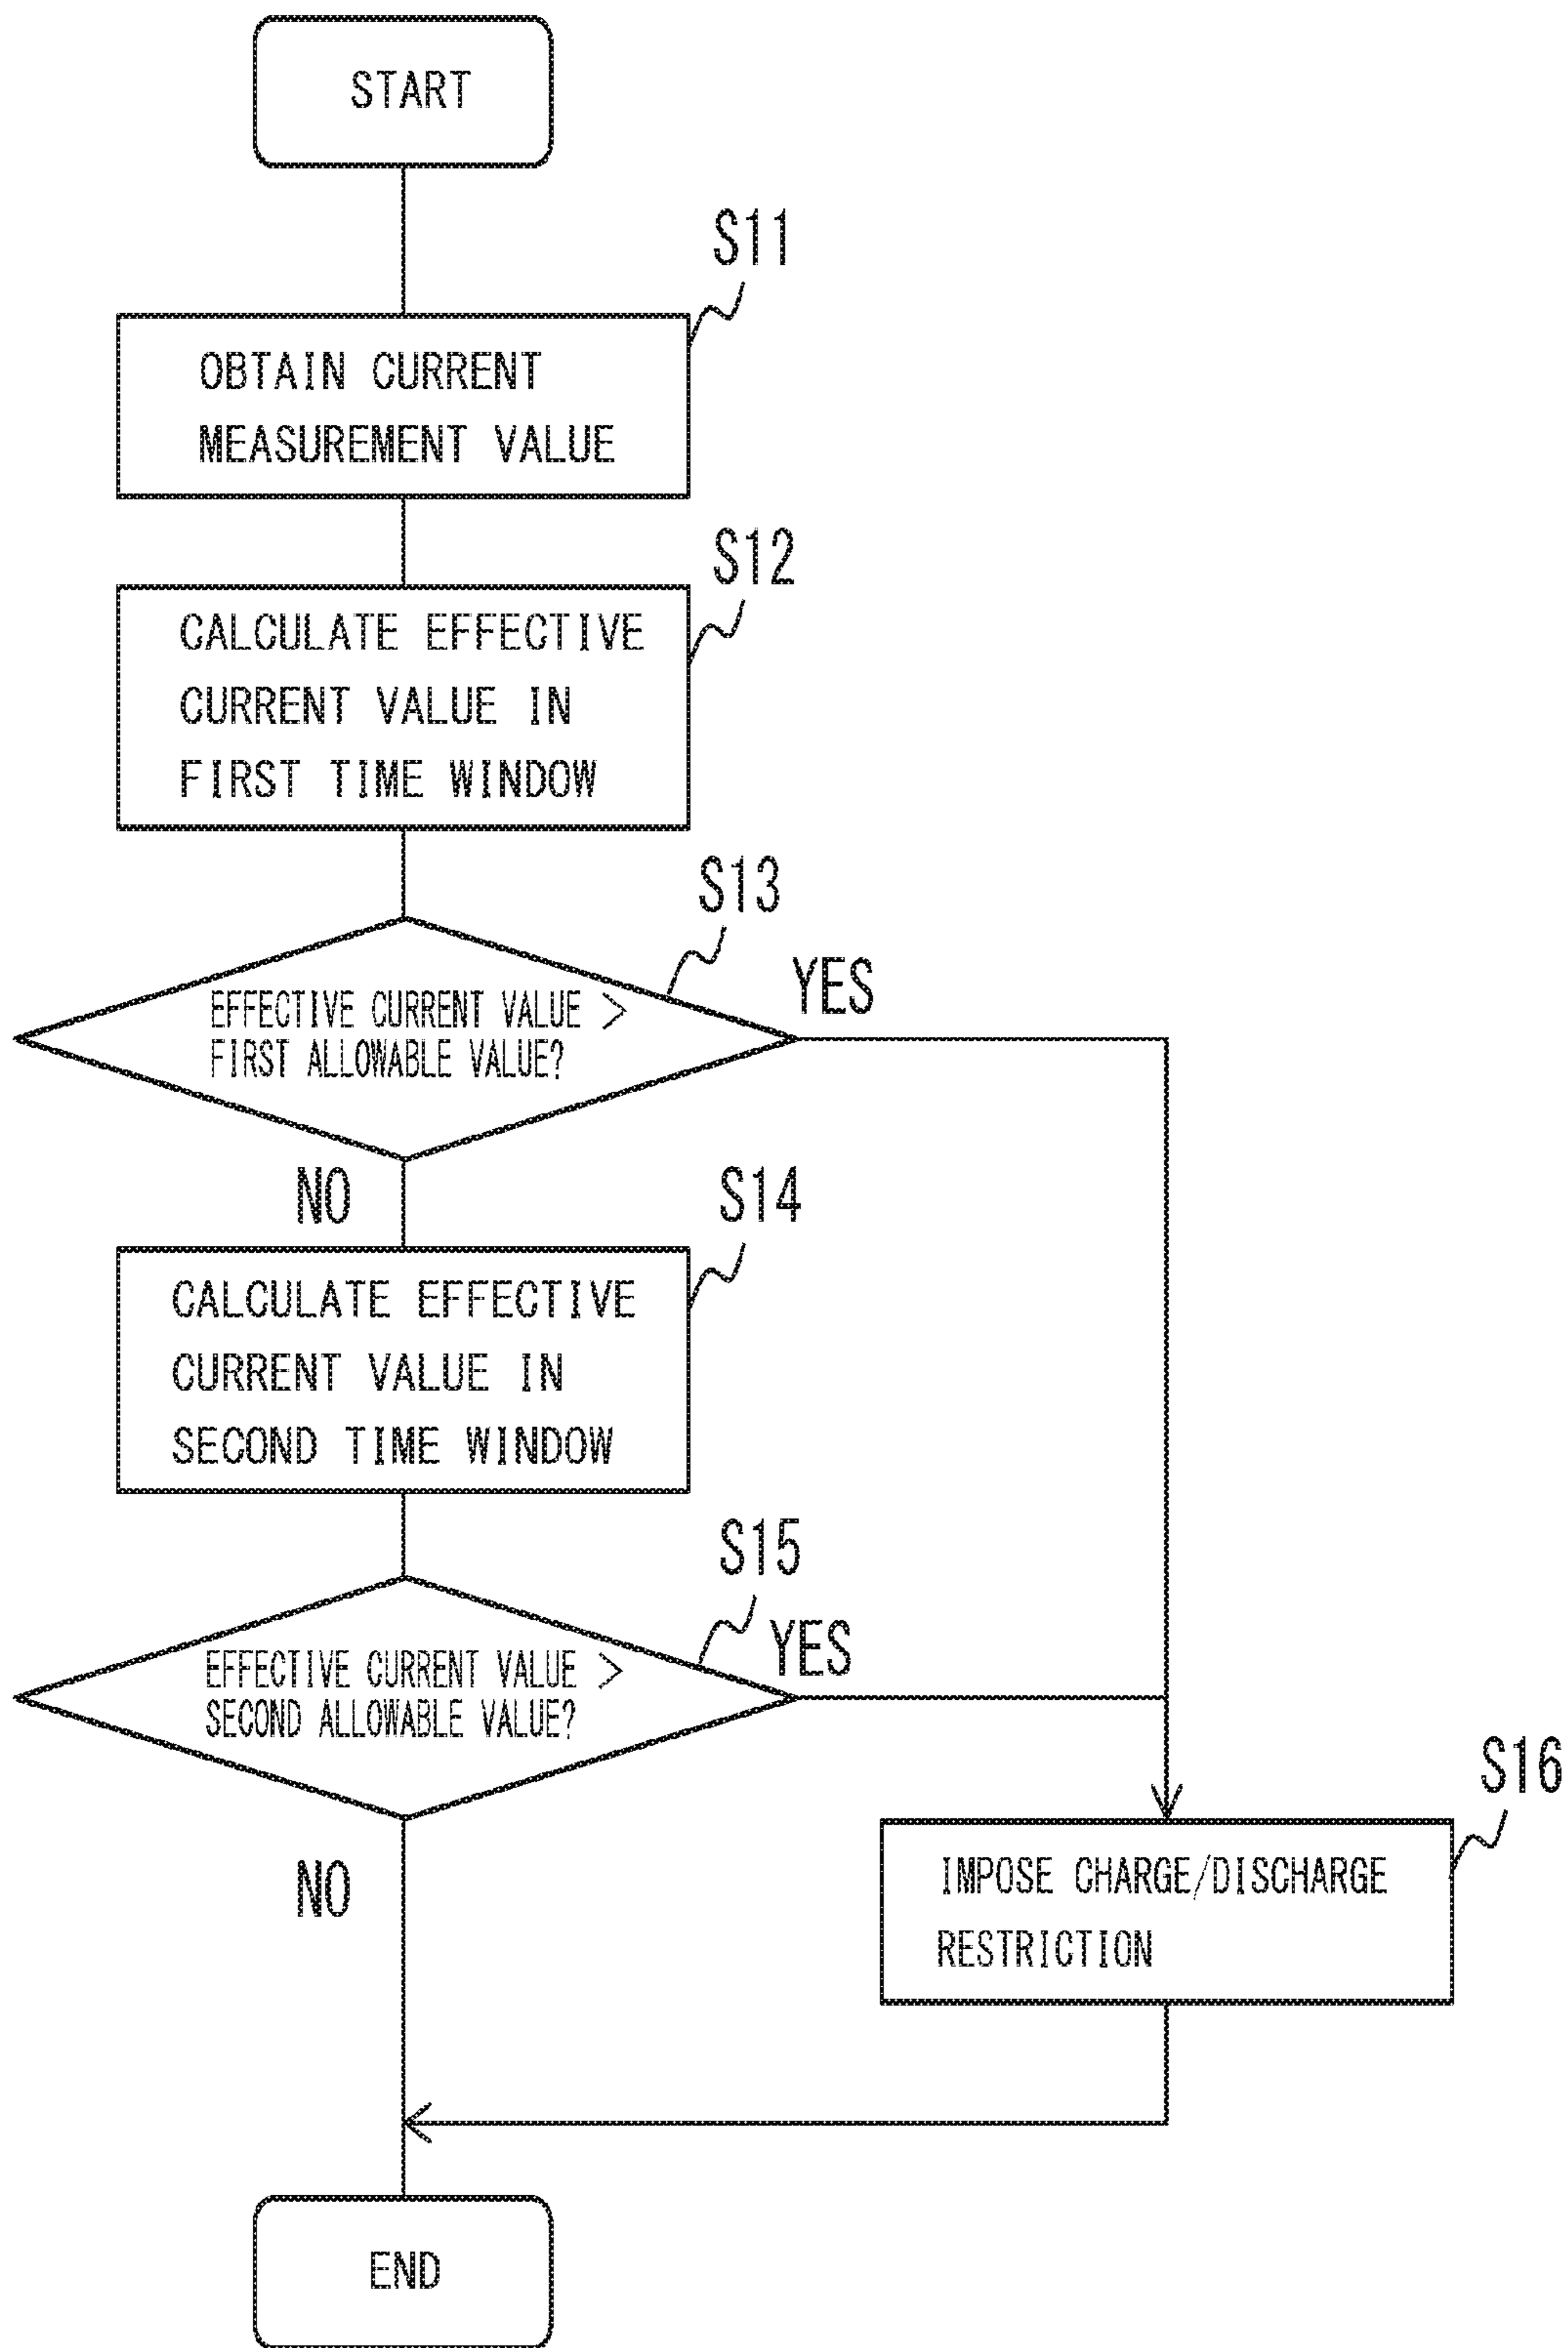 START
S11
OBTAIN CURRENT
MEASUREMENT VALUE
S12
CALCULATE EFFECTIVE
CURRENT VALUE IN
FIRST TIME WINDOW
S13
EFFECTIVE CURRENT VALUE >
FIRST ALLOWABLE VALUE?
YES
NO
S14
CALCULATE EFFECTIVE
CURRENT VALUE IN
SECOND TIME WINDOW
S15
EFFECTIVE CURRENT VALUE >
SECOND ALLOWABLE VALUE?
YES
NO
S16
IMPOSE CHARGE/DISCHARGE
RESTRICTION
END